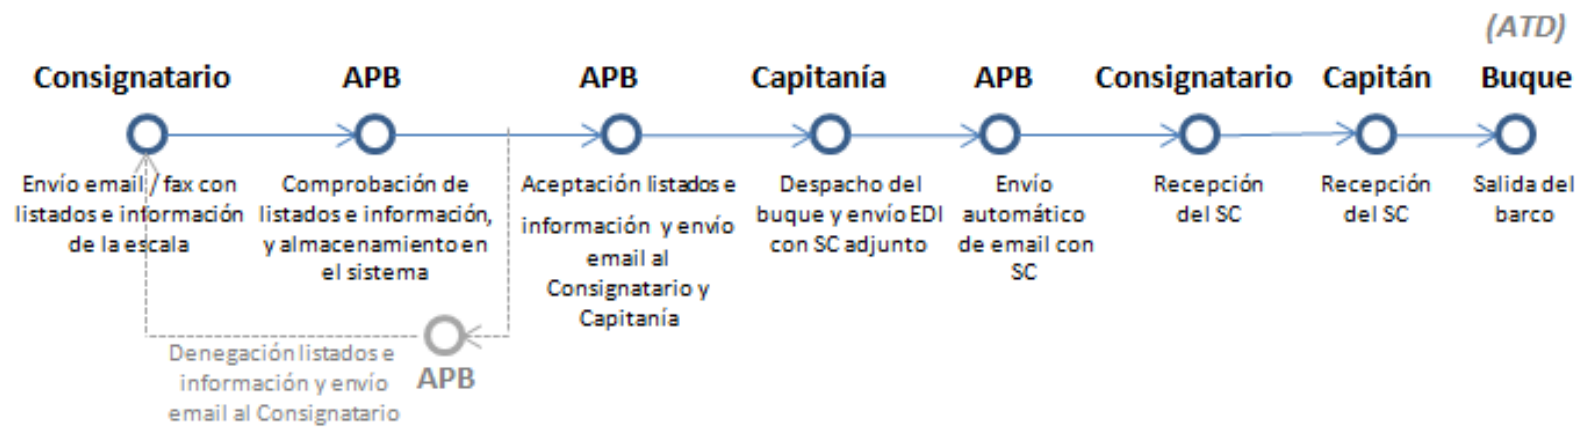 (ATD)
Consignatario
APB
APB
Capitanía
APB
Consignatario
Capitán
Buque
Envío email / fax con
listados e información
de la escala
Comprobación de
listados e información,
y almacenamiento en
el sistema
Aceptación listados e
información y envío
email al
Consignatario y
Capitanía
Despacho del
buque y envío EDI
con SC adjunto
Envío
automático
de email con
SC
Recepción
del SC
Recepción
del SC
Salida del
barco
Denegación listados e
información y envío
email al Consignatario
APB